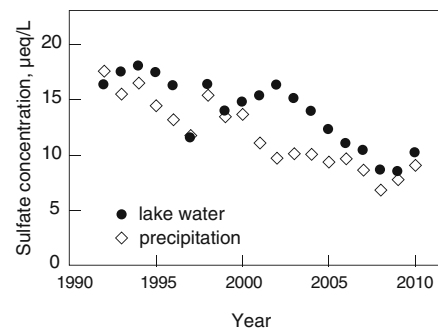 Sulfate concentration, µeq/L
20
15
10
5
0
lake water
precipitation
1990 1995 2000 2005 2010
Year